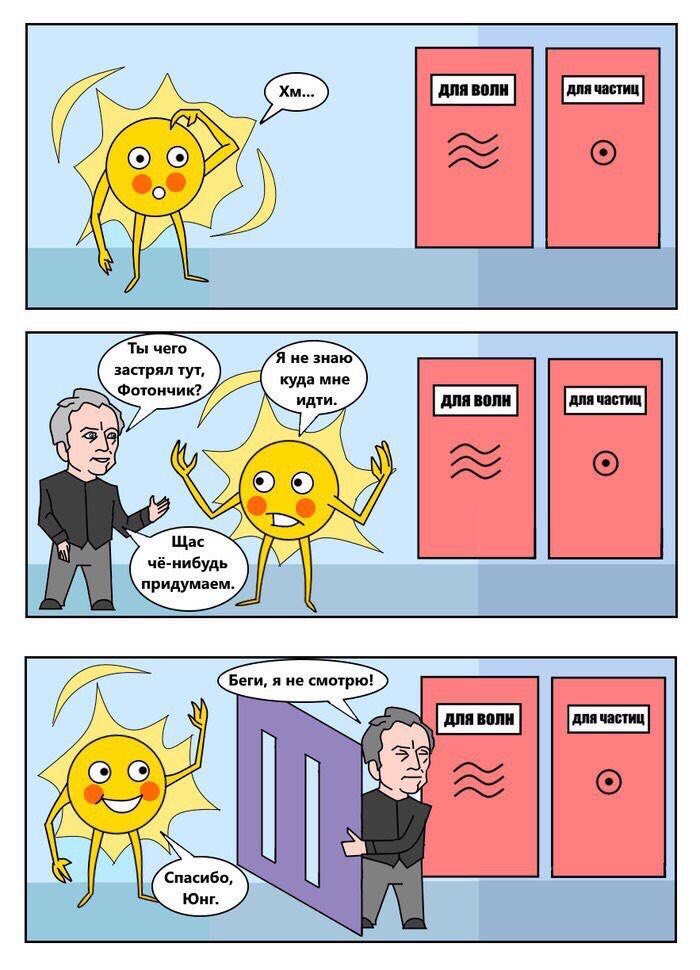 Хм...
для волн
для частиц
Ты чего
застрял тут,
Фотончик?
Я не знаю
куда мне
идти.
Щас
чё-нибудь
придумаем.
для волн
для частиц
Беги, я не смотрю!
Спасибо,
Юнг.
для волн
для частиц